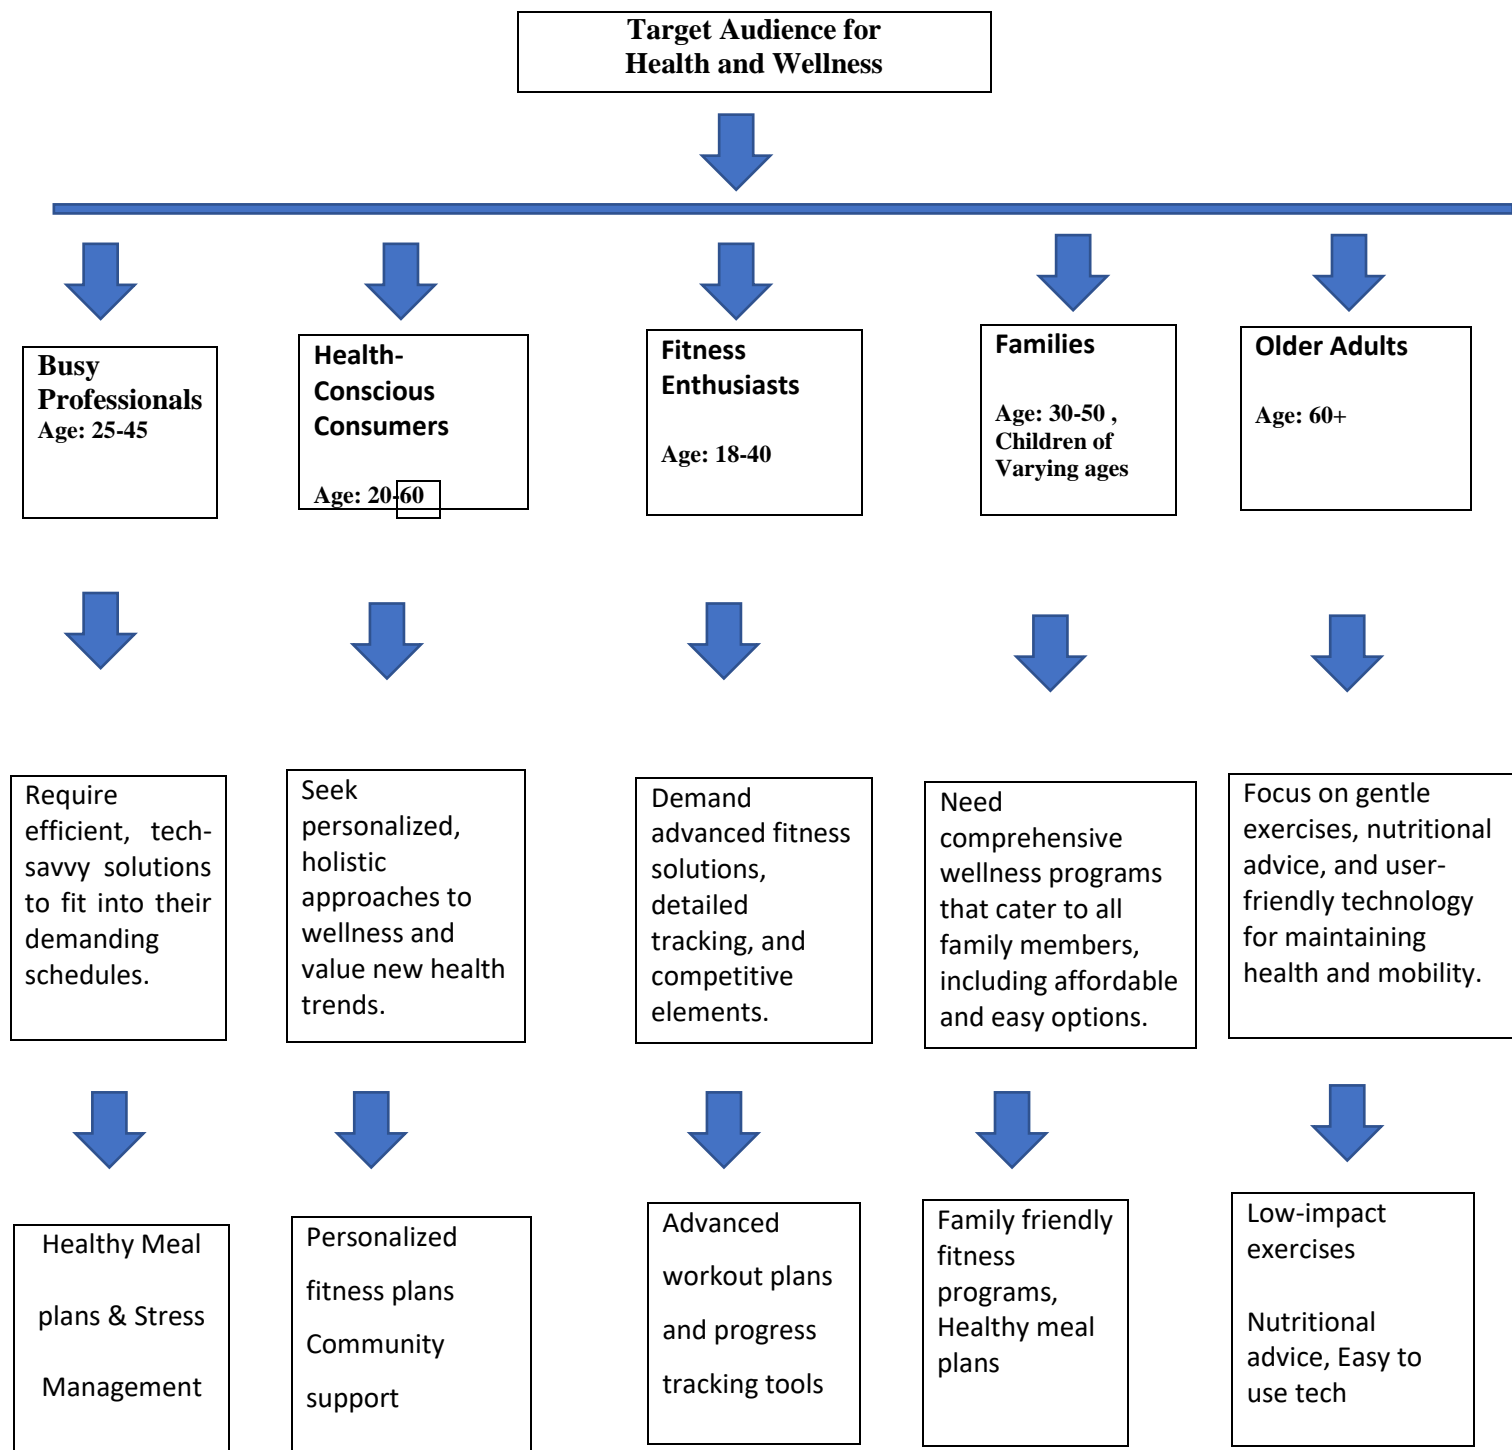 Target Audience for
Health and Wellness
Busy
Professionals
Age: 25-45
Health-
Conscious
Consumers
Age: 20-60
Fitness
Enthusiasts
Age: 18-40
Families
Age: 30-50 ,
Children of
Varying ages
Older Adults
Age: 60+
Require
efficient, tech-
savvy solutions
to fit into their
demanding
schedules.
Seek
personalized,
holistic
approaches to
wellness and
value new health
trends.
Demand
advanced fitness
solutions,
detailed
tracking, and
competitive
elements.
Need
comprehensive
wellness programs
that cater to all
family members,
including affordable
and easy options.
Focus on gentle
exercises, nutritional
advice, and user-
friendly technology
for maintaining
health and mobility.
Healthy Meal
plans & Stress
Management
Personalized
fitness plans
Community
support
Advanced
workout plans
and progress
tracking tools
Family friendly
fitness
programs,
Healthy meal
plans
Low-impact
exercises
Nutritional
advice, Easy to
use tech